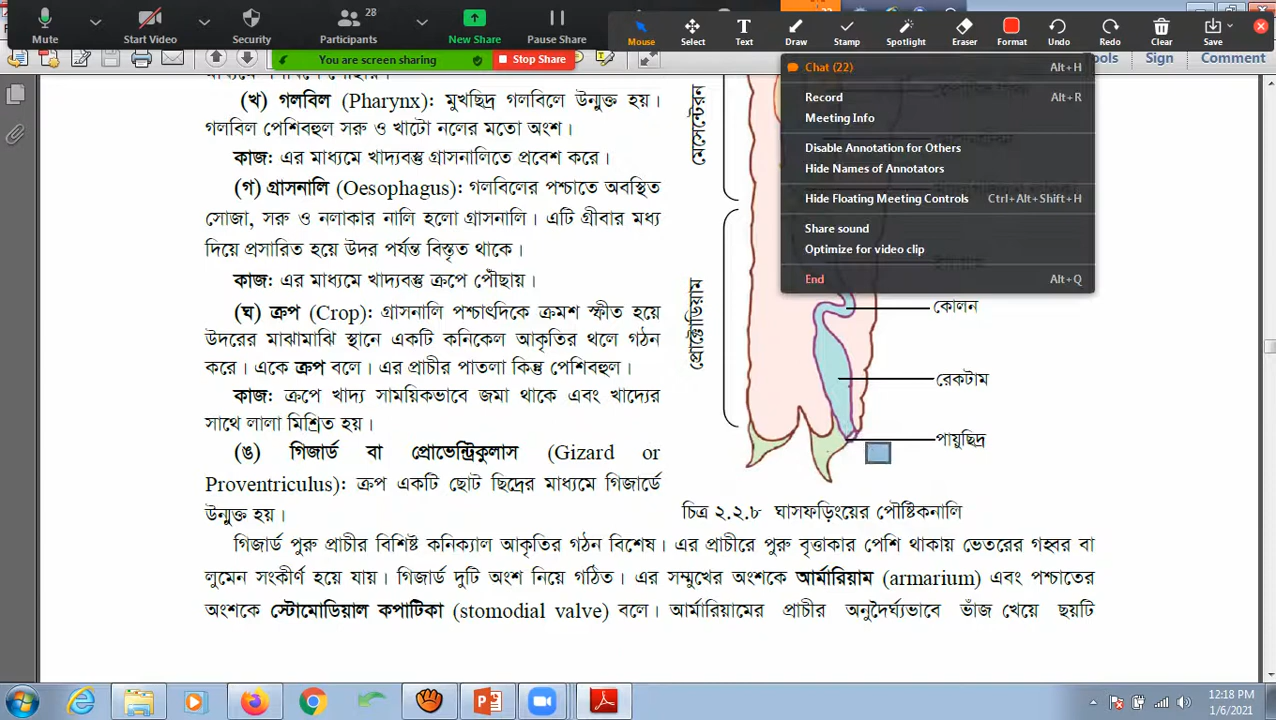 Mute
Start Video
Security
28
Participants
New Share
Pause Share
Mouse
Select
Text
Draw
Stamp
Spotlight
Eraser
Format
Undo
Redo
Clear
Save
You are screen sharing
Stop Share
Sign
Comment
Chat (22) Alt+H
Record Alt+R
Meeting Info
Disable Annotation for Others
Hide Names of Annotators
Hide Floating Meeting Controls Ctrl+Alt+Shift+H
Share sound
Optimize for video clip
End Alt+Q
(খ) গলবিল (Pharynx): মুখছিদ্র গলবিলে উন্মুক্ত হয়।
গলবিল পেশিবহুল সরু ও খাটো নলের মতো অংশ।
কাজ: এর মাধ্যমে খাদ্যবস্তু গ্রাসনালিতে প্রবেশ করে।
(গ) গ্রাসনালি (Oesophagus): গলবিলের পশ্চাতে অবস্থিত
সোজা, সরু ও নলাকার নালি হলো গ্রাসনালি। এটি গ্রীবার মধ্য
দিয়ে প্রসারিত হয়ে উদর পর্যন্ত বিস্তৃত থাকে।
কাজ: এর মাধ্যমে খাদ্যবস্তু ক্রপে পৌঁছায়।
(ঘ) ক্রপ (Crop): গ্রাসনালি পশ্চাৎদিকে ক্রমশ স্ফীত হয়ে
উদরের মাঝামাঝি স্থানে একটি কনিকেল আকৃতির থলে গঠন
করে। একে ক্রপ বলে। এর প্রাচীর পাতলা কিন্তু পেশিবহুল।
কাজ: ক্রপে খাদ্য সাময়িকভাবে জমা থাকে এবং খাদ্যের
সাথে লালা মিশ্রিত হয়।
(ঙ) গিজার্ড বা প্রোভেন্ট্রিকুলাস (Gizard or
Proventriculus): ক্রপ একটি ছোট ছিদ্রের মাধ্যমে গিজার্ডে
উন্মুক্ত হয়।
মেসেন্টেরন
প্রোক্টোডিয়াম
কোলন
রেকটাম
পায়ুছিদ্র
চিত্র ২.২.৮ ঘাসফড়িংয়ের পৌষ্টিকনালি
গিজার্ড পুরু প্রাচীর বিশিষ্ট কনিক্যাল আকৃতির গঠন বিশেষ। এর প্রাচীরে পুরু বৃত্তাকার পেশি থাকায় ভেতরের গহ্বর বা
লুমেন সংকীর্ণ হয়ে যায়। গিজার্ড দুটি অংশ নিয়ে গঠিত। এর সম্মুখের অংশকে আর্মারিয়াম (armarium) এবং পশ্চাতের
অংশকে স্টোমোডিয়াল কপাটিকা (stomodial valve) বলে। আর্মারিয়ামের প্রাচীর অনুদৈর্ঘ্যভাবে ভাঁজ খেয়ে ছয়টি
12:18 PM
1/6/2021